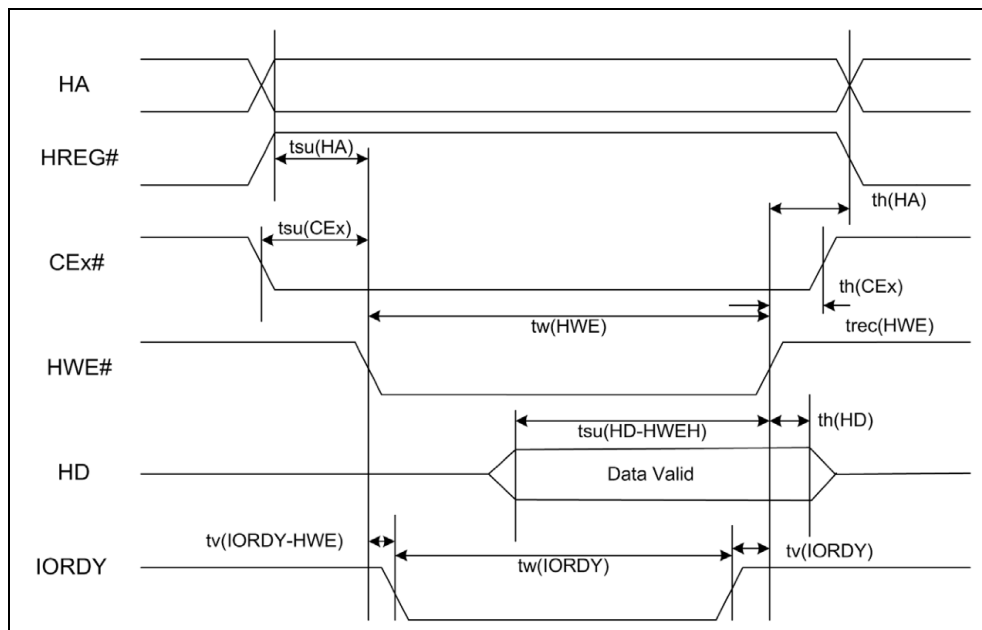 HA
HREG#
tsu(HA)
th(HA)
tsu(CEx)
CEx#
th(CEx)
tw(HWE)
trec(HWE)
HWE#
tsu(HD-HWEH)
th(HD)
HD
Data Valid
tv(IORDY-HWE)
tw(IORDY)
tv(IORDY)
IORDY